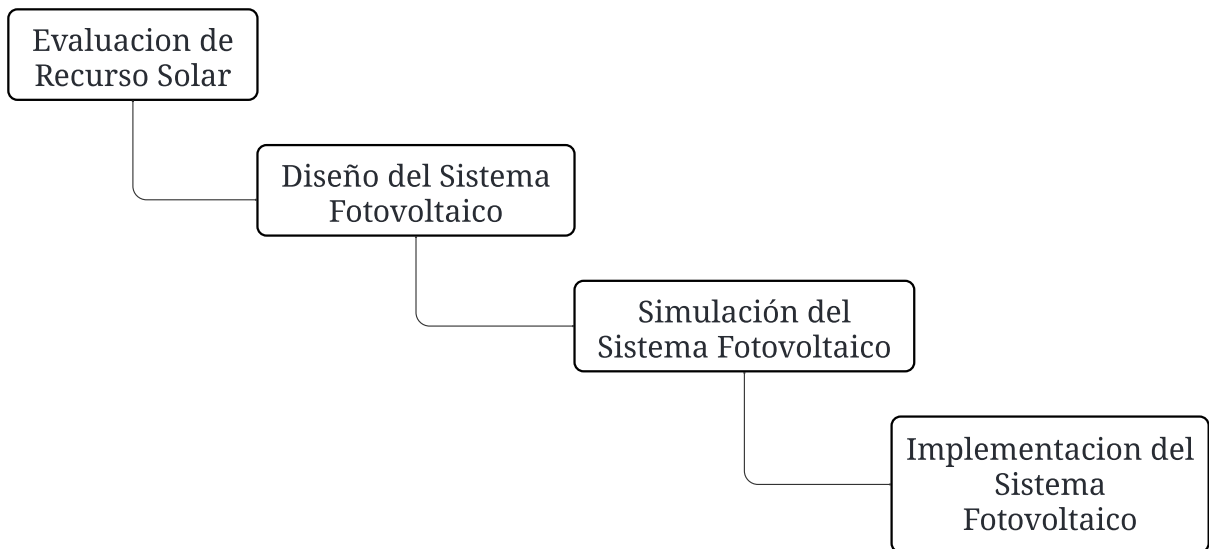 Evaluacion de
Recurso Solar
Diseño del Sistema
Fotovoltaico
Simulación del
Sistema Fotovoltaico
Implementacion del
Sistema
Fotovoltaico